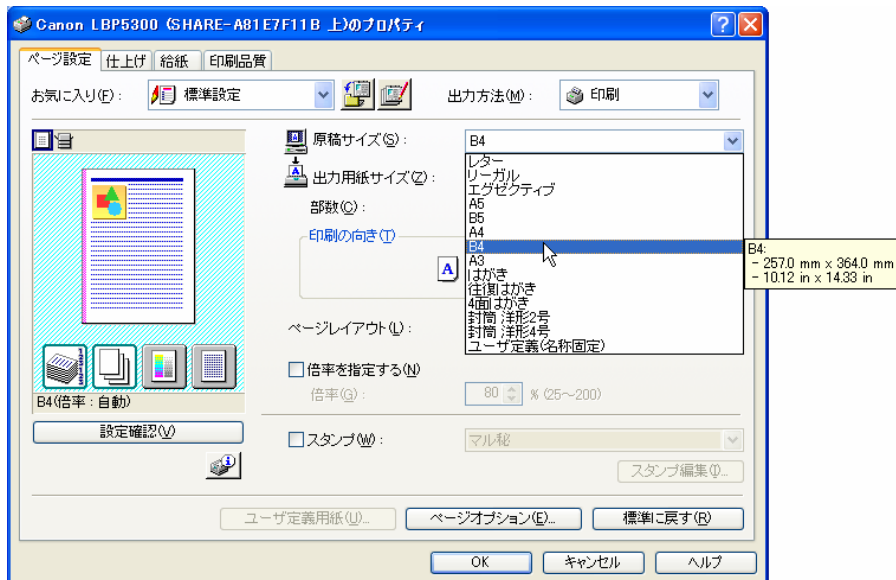 Canon LBP5300 (SHARE-A81E7F11B 上)のプロパティ
ページ設定 仕上げ 給紙 印刷品質
お気に入り(F): 標準設定 出力方法(M): 印刷
原稿サイズ(S): B4
レター
リーガル
エグゼクティブ
A5
B5
A4
B4
A3
はがき
往復はがき
4面はがき
封筒 洋形2号
封筒 洋形4号
ユーザ定義(名称固定)
B4:
- 257.0 mm x 364.0 mm
- 10.12 in x 14.33 in
出力用紙サイズ(Z):
部数(C):
印刷の向き(T)
A
ページレイアウト(L):
倍率を指定する(N)
倍率(G): 80 % (25~200)
B4(倍率:自動)
設定確認(V)
スタンプ(W): マル秘
スタンプ編集(I)...
ユーザ定義用紙(U)... ページオプション(E)... 標準に戻す(R)
OK キャンセル ヘルプ